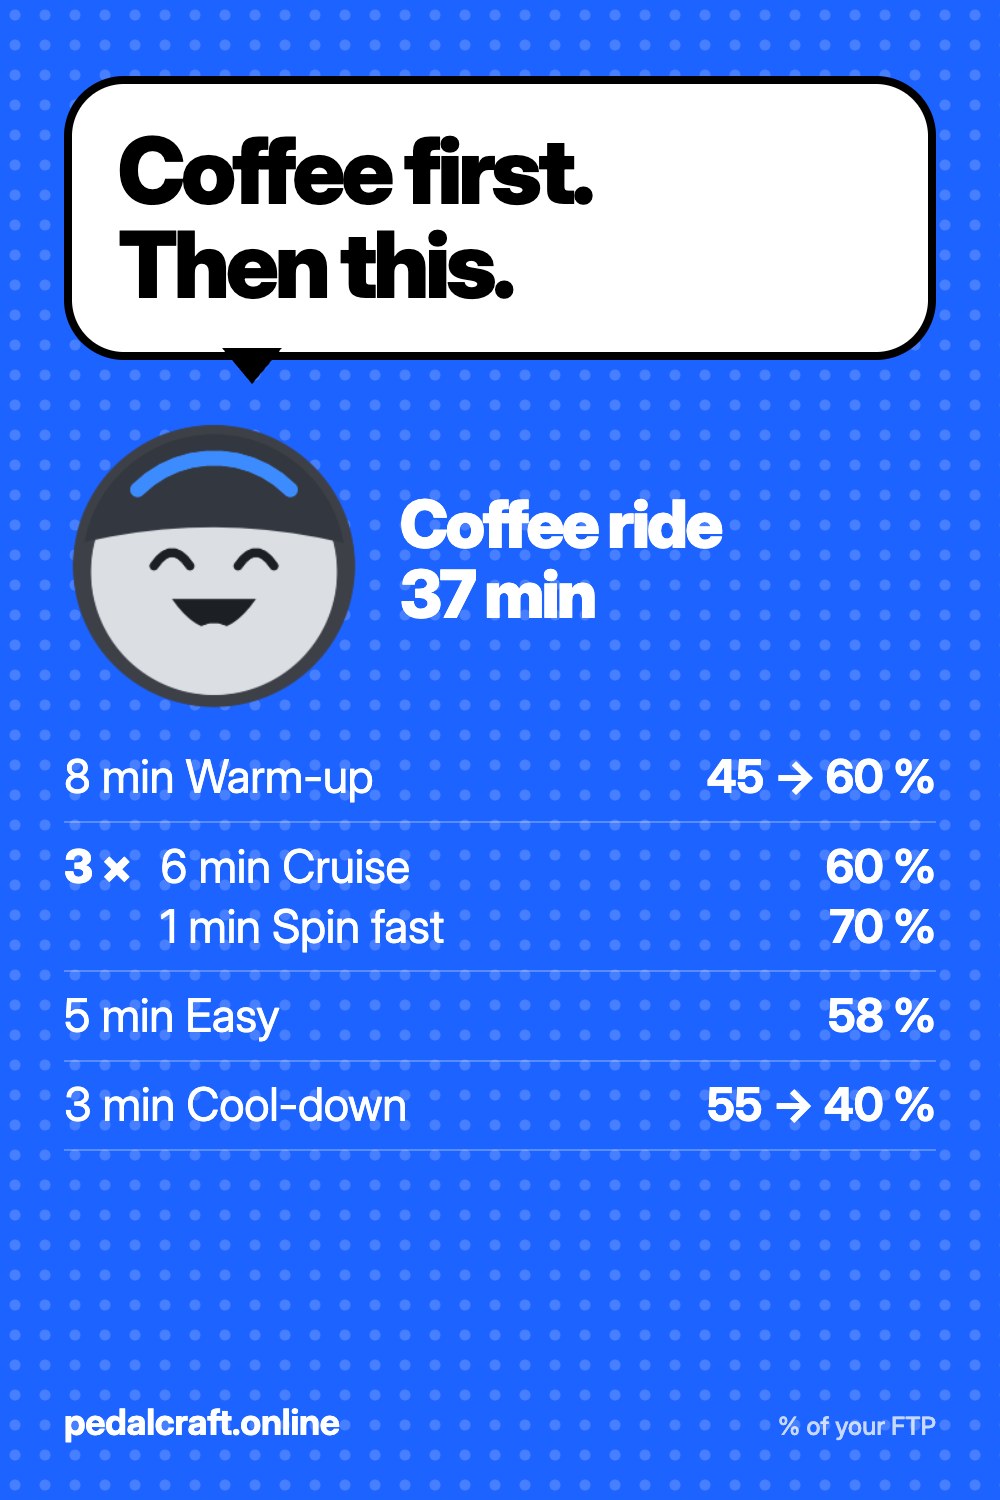 Coffee first.
Then this.
Coffee ride
37 min
8 min Warm-up 45 → 60 %
3 × 6 min Cruise 60 %
1 min Spin fast 70 %
5 min Easy 58 %
3 min Cool-down 55 → 40 %
pedalcraft.online % of your FTP